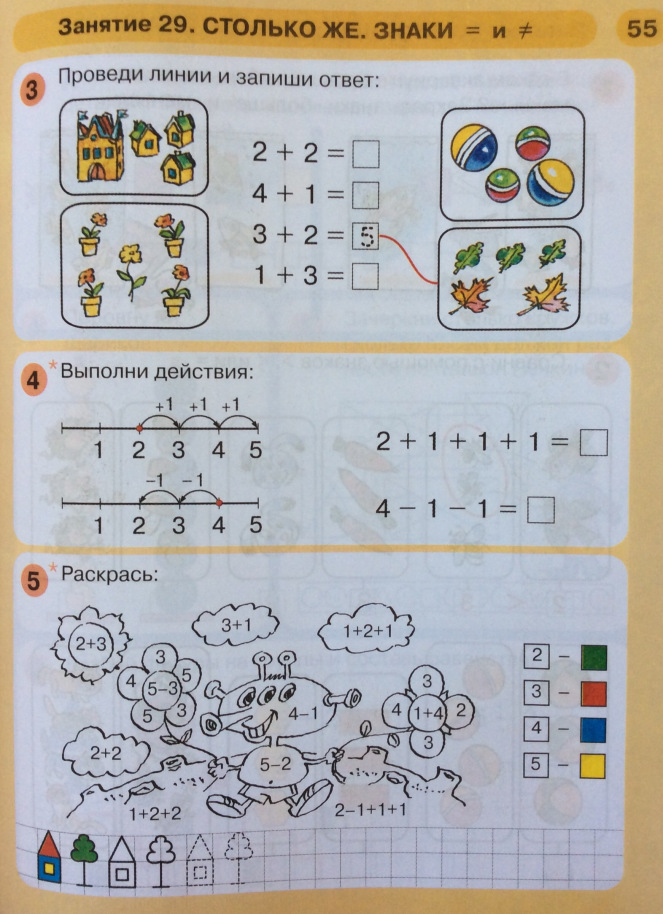 Занятие 29. СТОЛЬКО ЖЕ. ЗНАКИ = и ≠
55
3 Проведи линии и запиши ответ:
2 + 2 =
4 + 1 =
3 + 2 = 5
1 + 3 =
4 * Выполни действия:
+1 +1 +1
1 2 3 4 5
2 + 1 + 1 + 1 =
−1 −1
1 2 3 4 5
4 − 1 − 1 =
5 * Раскрась:
2+3
3+1
1+2+1
3
4
5
5−3
5
3
4−1
3
4
1+4
2
3
2+2
5−2
1+2+2
2−1+1+1
2 −
3 −
4 −
5 −